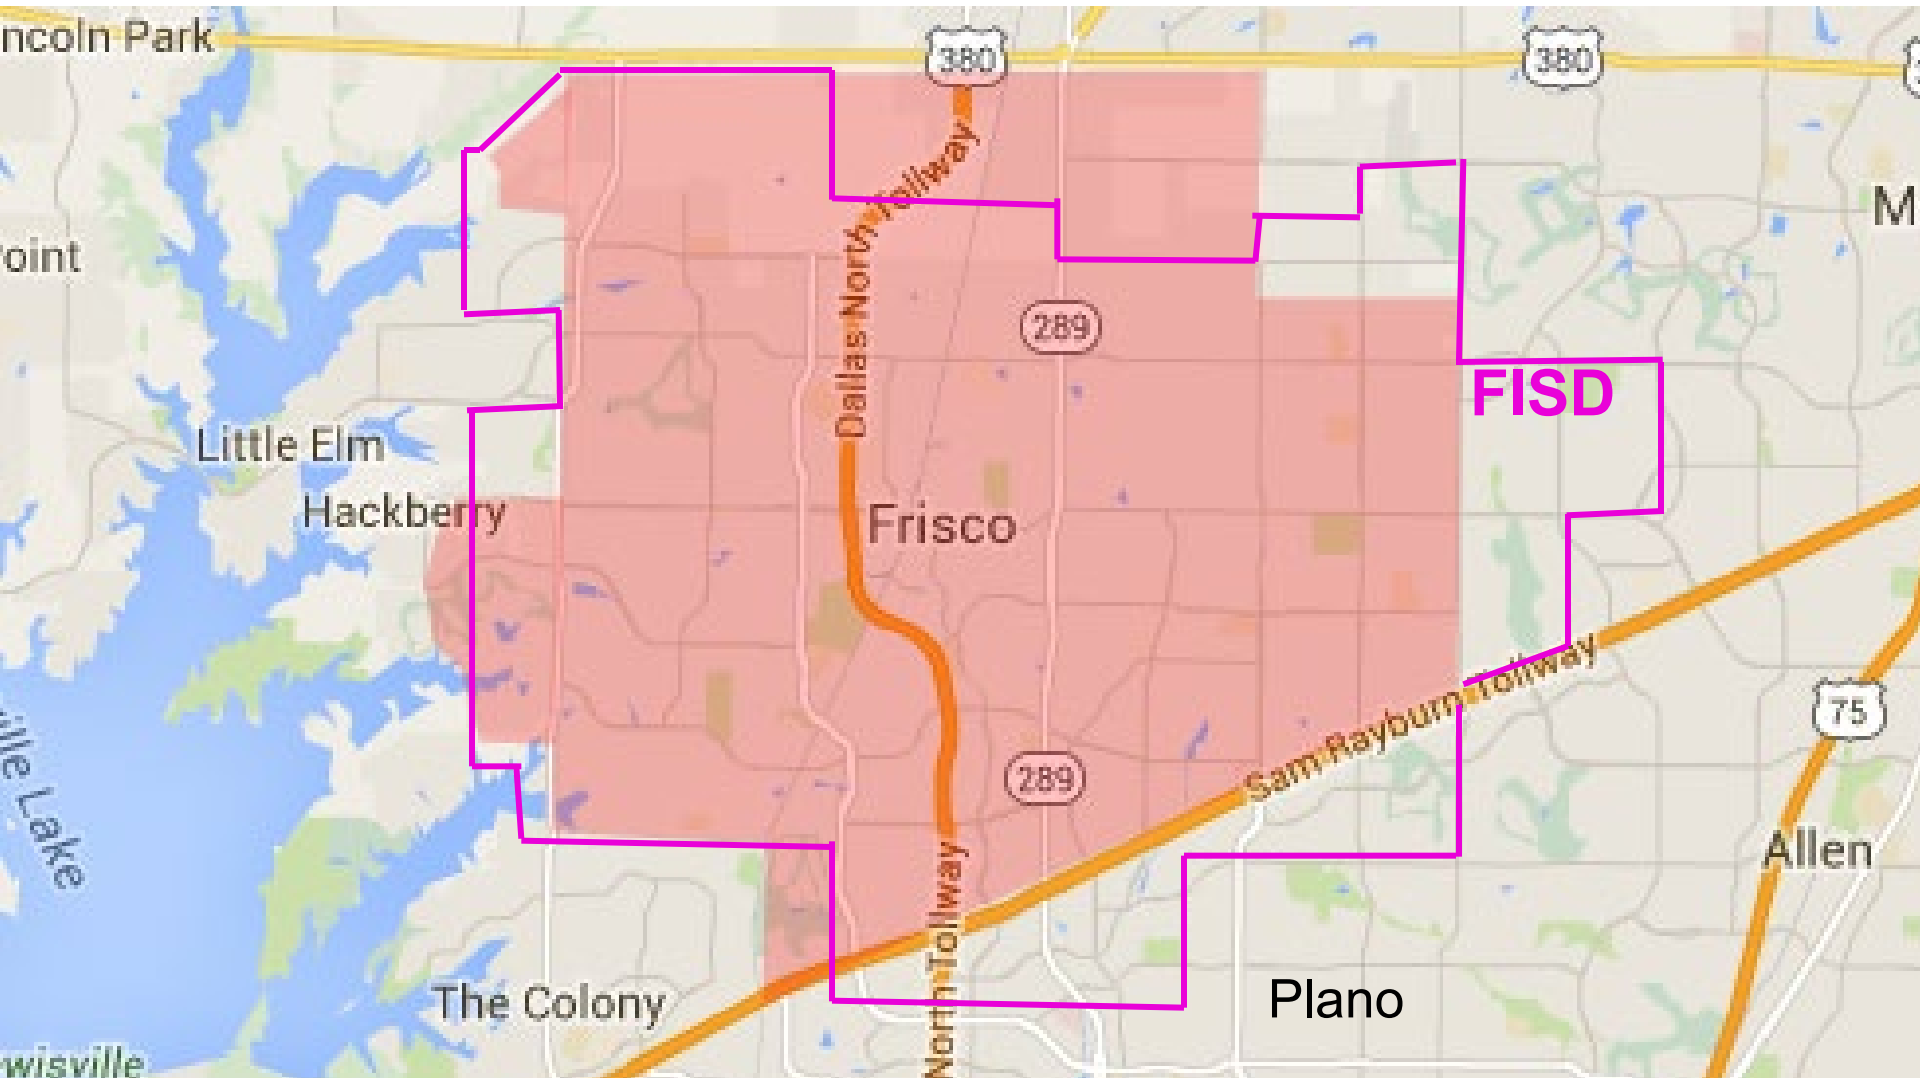 ncoln Park
380
380
Dallas North Tollway
M
oint
289
FISD
Little Elm
Hackberry
Frisco
Sam Rayburn Tollway
75
ille Lake
289
North Tollway
Allen
The Colony
Plano
wisville